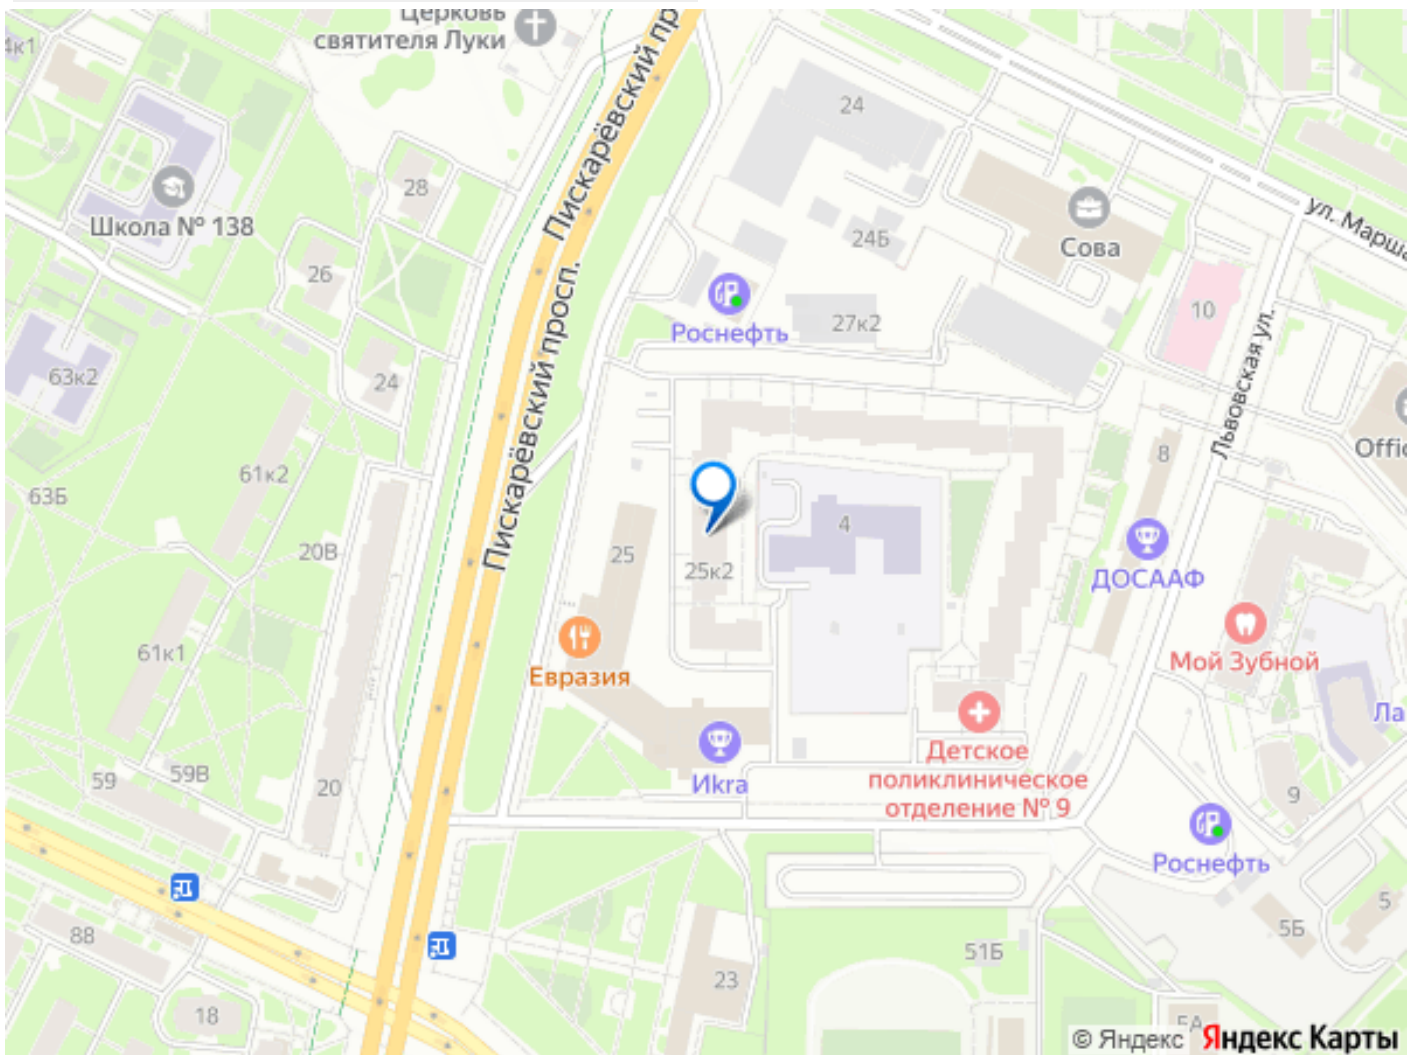 Церковь
святителя Луки
4к1
Пискарёвский пр
24
28
Школа № 138
ул. Марша
24Б
Сова
26
10
27к2
Роснефть
Пискарёвский просп.
Львовская ул.
63к2
24
Offic
8
61к2
63Б
4
20В
25
25к2
ДОСААФ
61к1
Евразия
Мой Зубной
Ла
Иkra
Детское
поликлиническое
отделение № 9
59
59В
20
9
Роснефть
88
5
5Б
51Б
23
18
5А
© Яндекс Яндекс Карты